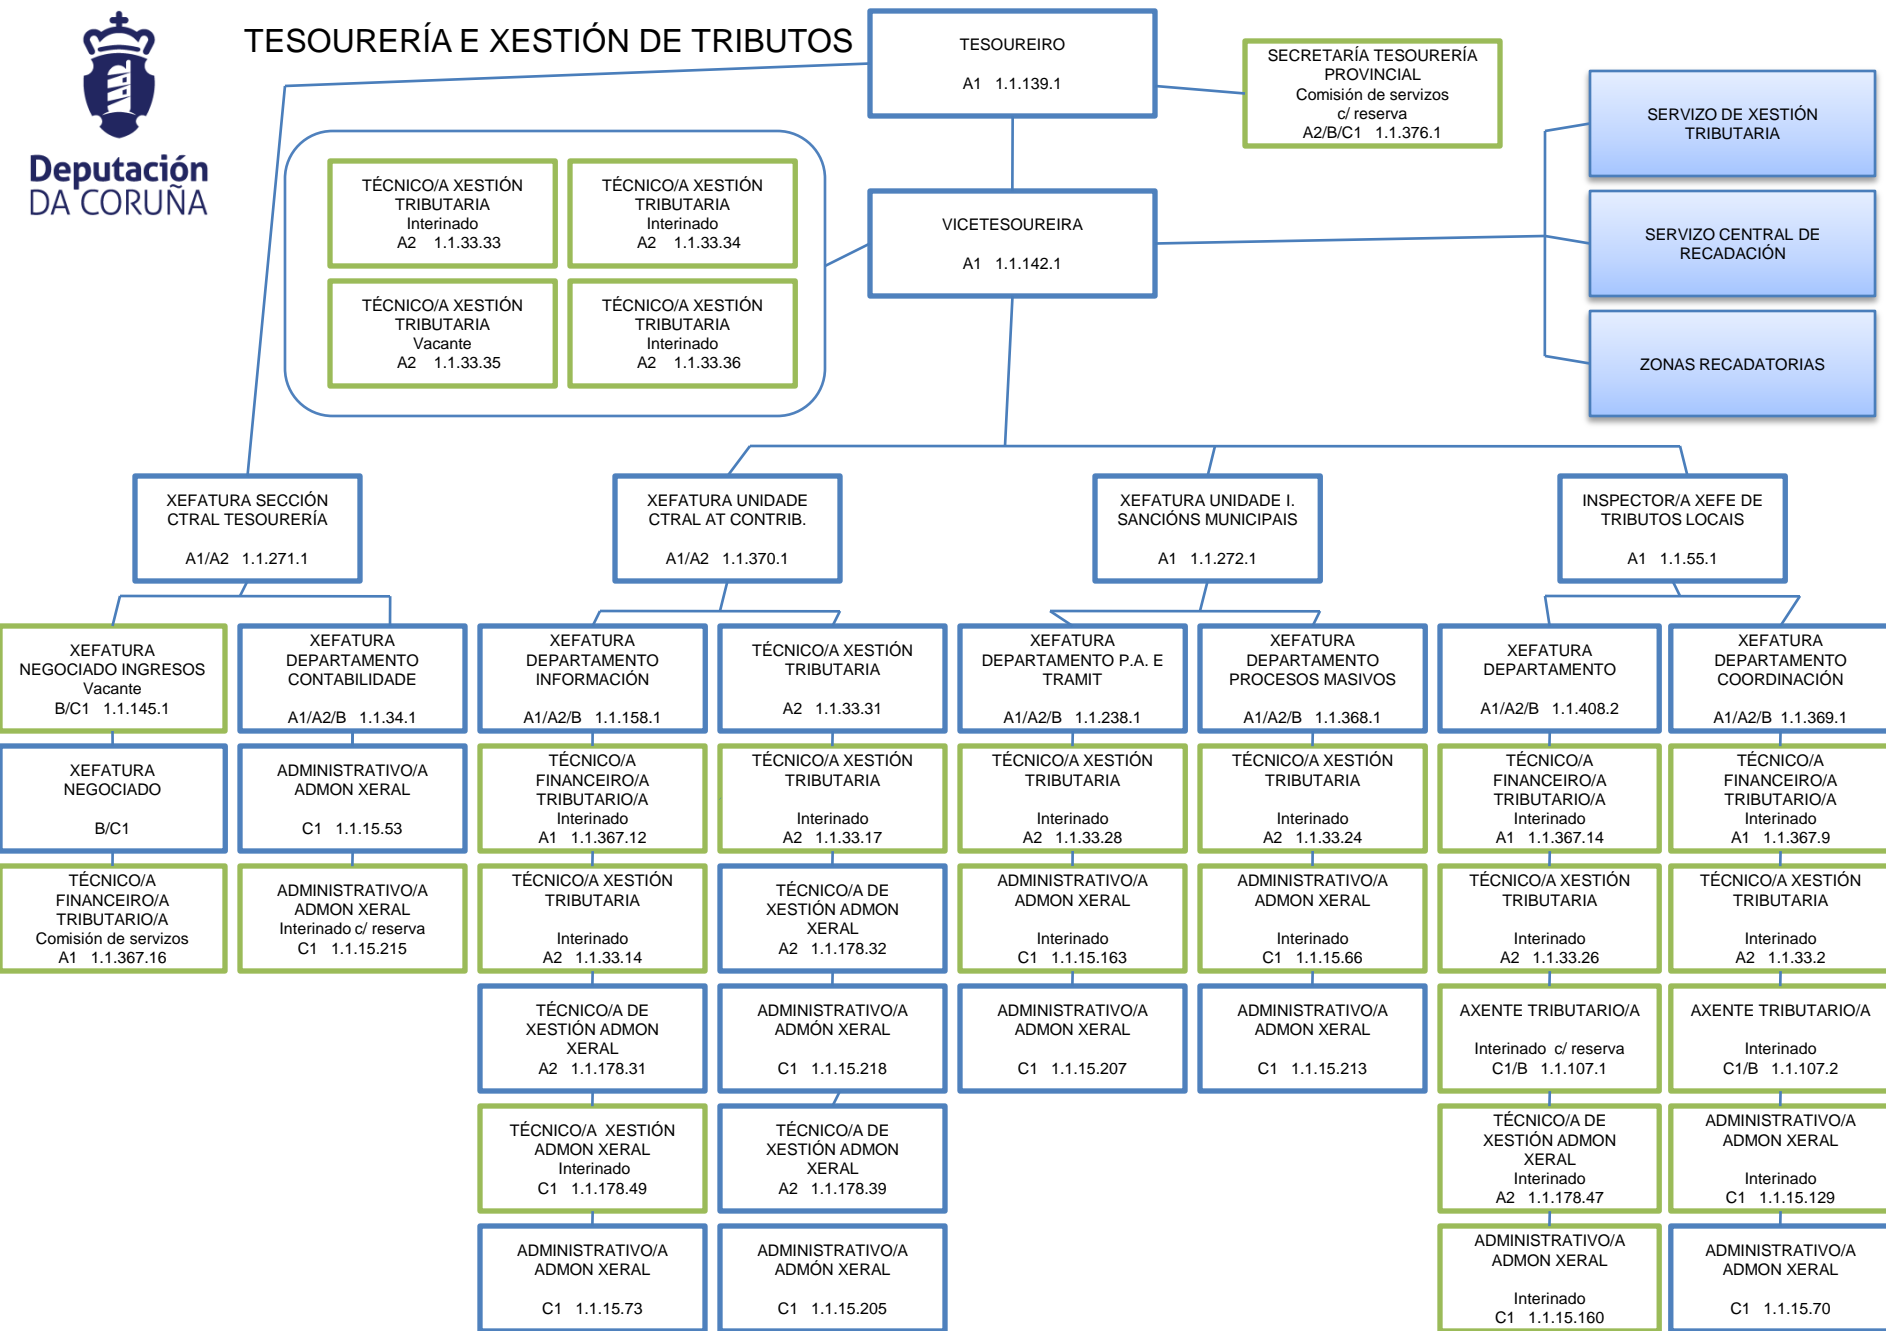 Deputación
DA CORUÑA
TESOURERÍA E XESTIÓN DE TRIBUTOS
TESOUREIRO
A1 1.1.139.1
SECRETARÍA TESOURERÍA
PROVINCIAL
Comisión de servizos
c/ reserva
A2/B/C1 1.1.376.1
SERVIZO DE XESTIÓN
TRIBUTARIA
SERVIZO CENTRAL DE
RECADACIÓN
ZONAS RECADATORIAS
TÉCNICO/A XESTIÓN
TRIBUTARIA
Interinado
A2 1.1.33.33
TÉCNICO/A XESTIÓN
TRIBUTARIA
Interinado
A2 1.1.33.34
TÉCNICO/A XESTIÓN
TRIBUTARIA
Vacante
A2 1.1.33.35
TÉCNICO/A XESTIÓN
TRIBUTARIA
Interinado
A2 1.1.33.36
VICETESOUREIRA
A1 1.1.142.1
XEFATURA SECCIÓN
CTRAL TESOURERÍA
A1/A2 1.1.271.1
XEFATURA UNIDADE
CTRAL AT CONTRIB.
A1/A2 1.1.370.1
XEFATURA UNIDADE I.
SANCIÓNS MUNICIPAIS
A1 1.1.272.1
INSPECTOR/A XEFE DE
TRIBUTOS LOCAIS
A1 1.1.55.1
XEFATURA
NEGOCIADO INGRESOS
Vacante
B/C1 1.1.145.1
XEFATURA
NEGOCIADO
B/C1
TÉCNICO/A
FINANCEIRO/A
TRIBUTARIO/A
Comisión de servizos
A1 1.1.367.16
XEFATURA
DEPARTAMENTO
CONTABILIDADE
A1/A2/B 1.1.34.1
ADMINISTRATIVO/A
ADMON XERAL
C1 1.1.15.53
ADMINISTRATIVO/A
ADMON XERAL
Interinado c/ reserva
C1 1.1.15.215
XEFATURA
DEPARTAMENTO
INFORMACIÓN
A1/A2/B 1.1.158.1
TÉCNICO/A
FINANCEIRO/A
TRIBUTARIO/A
Interinado
A1 1.1.367.12
TÉCNICO/A XESTIÓN
TRIBUTARIA
Interinado
A2 1.1.33.14
TÉCNICO/A DE
XESTIÓN ADMON
XERAL
A2 1.1.178.31
TÉCNICO/A XESTIÓN
ADMON XERAL
Interinado
C1 1.1.178.49
ADMINISTRATIVO/A
ADMON XERAL
C1 1.1.15.73
TÉCNICO/A XESTIÓN
TRIBUTARIA
A2 1.1.33.31
TÉCNICO/A XESTIÓN
TRIBUTARIA
Interinado
A2 1.1.33.17
TÉCNICO/A DE
XESTIÓN ADMON
XERAL
A2 1.1.178.32
ADMINISTRATIVO/A
ADMÓN XERAL
C1 1.1.15.218
TÉCNICO/A DE
XESTIÓN ADMON
XERAL
A2 1.1.178.39
ADMINISTRATIVO/A
ADMÓN XERAL
C1 1.1.15.205
XEFATURA
DEPARTAMENTO P.A. E
TRAMIT
A1/A2/B 1.1.238.1
TÉCNICO/A XESTIÓN
TRIBUTARIA
Interinado
A2 1.1.33.28
ADMINISTRATIVO/A
ADMON XERAL
Interinado
C1 1.1.15.163
ADMINISTRATIVO/A
ADMON XERAL
C1 1.1.15.207
XEFATURA
DEPARTAMENTO
PROCESOS MASIVOS
A1/A2/B 1.1.368.1
TÉCNICO/A XESTIÓN
TRIBUTARIA
Interinado
A2 1.1.33.24
ADMINISTRATIVO/A
ADMON XERAL
Interinado
C1 1.1.15.66
ADMINISTRATIVO/A
ADMON XERAL
C1 1.1.15.213
XEFATURA
DEPARTAMENTO
A1/A2/B 1.1.408.2
TÉCNICO/A
FINANCEIRO/A
TRIBUTARIO/A
Interinado
A1 1.1.367.14
TÉCNICO/A XESTIÓN
TRIBUTARIA
Interinado
A2 1.1.33.26
AXENTE TRIBUTARIO/A
Interinado c/ reserva
C1/B 1.1.107.1
TÉCNICO/A DE
XESTIÓN ADMON
XERAL
Interinado
A2 1.1.178.47
ADMINISTRATIVO/A
ADMON XERAL
Interinado
C1 1.1.15.160
XEFATURA
DEPARTAMENTO
COORDINACIÓN
A1/A2/B 1.1.369.1
TÉCNICO/A
FINANCEIRO/A
TRIBUTARIO/A
Interinado
A1 1.1.367.9
TÉCNICO/A XESTIÓN
TRIBUTARIA
Interinado
A2 1.1.33.2
AXENTE TRIBUTARIO/A
Interinado
C1/B 1.1.107.2
ADMINISTRATIVO/A
ADMON XERAL
Interinado
C1 1.1.15.129
ADMINISTRATIVO/A
ADMON XERAL
C1 1.1.15.70